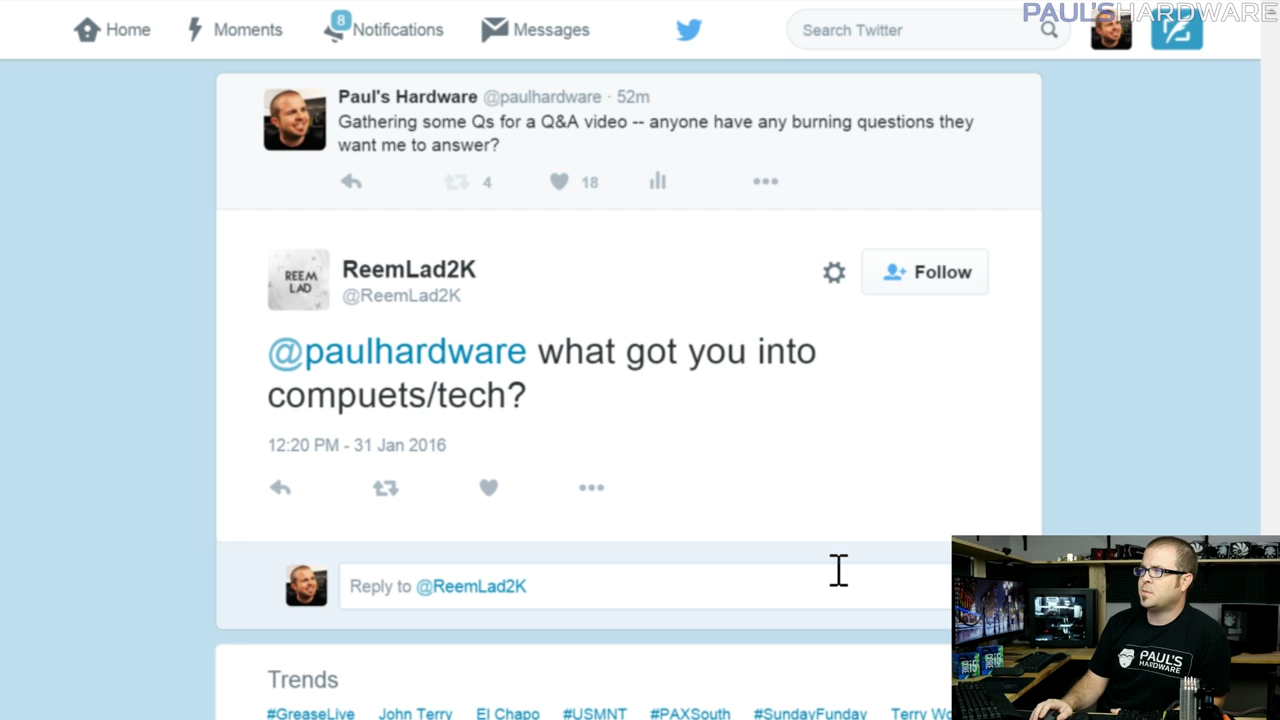 PAUL'SHARDWARE
Home
Moments
8
Notifications
Messages
Search Twitter
Paul's Hardware @paulhardware · 52m
Gathering some Qs for a Q&A video -- anyone have any burning questions they
want me to answer?
4
18
REEM
LAD
ReemLad2K
@ReemLad2K
Follow
@paulhardware what got you into
compuets/tech?
12:20 PM - 31 Jan 2016
Reply to @ReemLad2K
Trends
#GreaseLive John Terry El Chapo #USMNT #PAXSouth #SundayFunday Terry
PAUL'S
HARDWARE